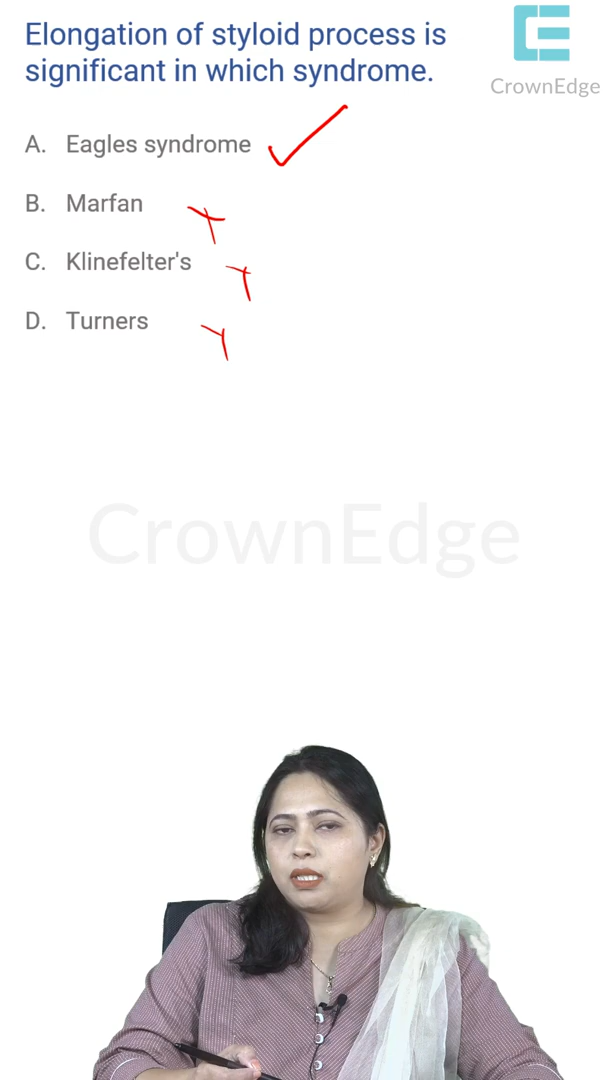 Elongation of styloid process is
significant in which syndrome.
CrownEdge
A. Eagles syndrome
B. Marfan
C. Klinefelter's
D. Turners
CrownEdge